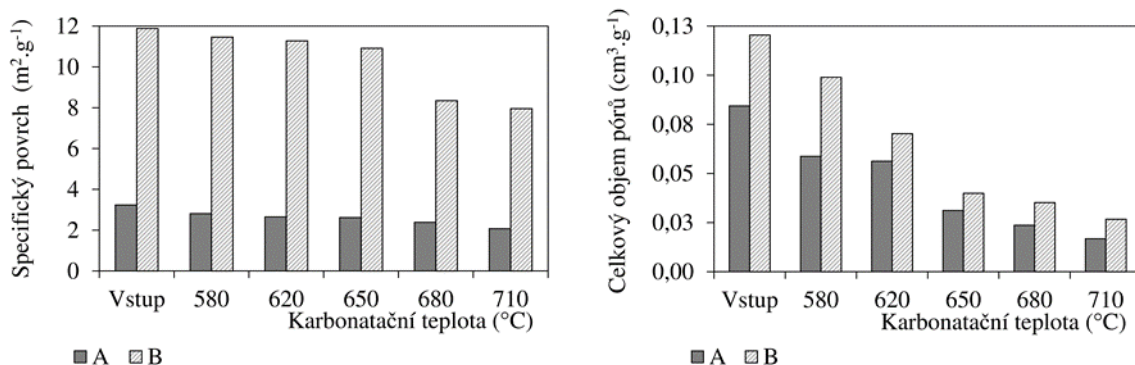 Specifický povrch (m².g⁻¹)
12
10
8
6
4
2
0
Vstup 580 620 650 680 710
Karbonatační teplota (°C)
A B
Celkový objem pórů (cm³.g⁻¹)
0,13
0,10
0,08
0,05
0,03
0,00
Vstup 580 620 650 680 710
Karbonatační teplota (°C)
A B